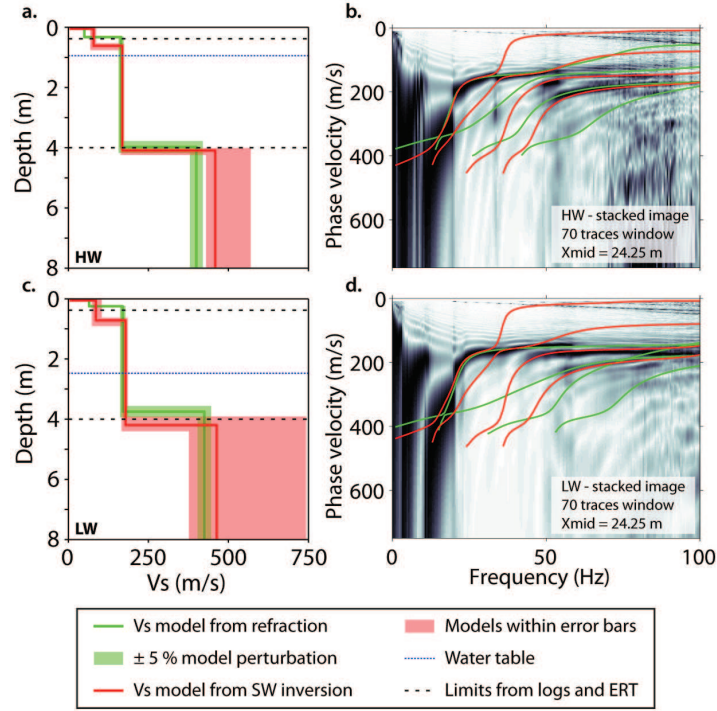 a.
0
2
4
6
8
Depth (m)
HW
b.
0
200
400
600
Phase velocity (m/s)
HW - stacked image
70 traces window
Xmid = 24.25 m
c.
0
2
4
6
8
Depth (m)
LW
0 250 500 750
Vs (m/s)
d.
0
200
400
600
Phase velocity (m/s)
LW - stacked image
70 traces window
Xmid = 24.25 m
0 50 100
Frequency (Hz)
Vs model from refraction
± 5 % model perturbation
Vs model from SW inversion
Models within error bars
Water table
Limits from logs and ERT